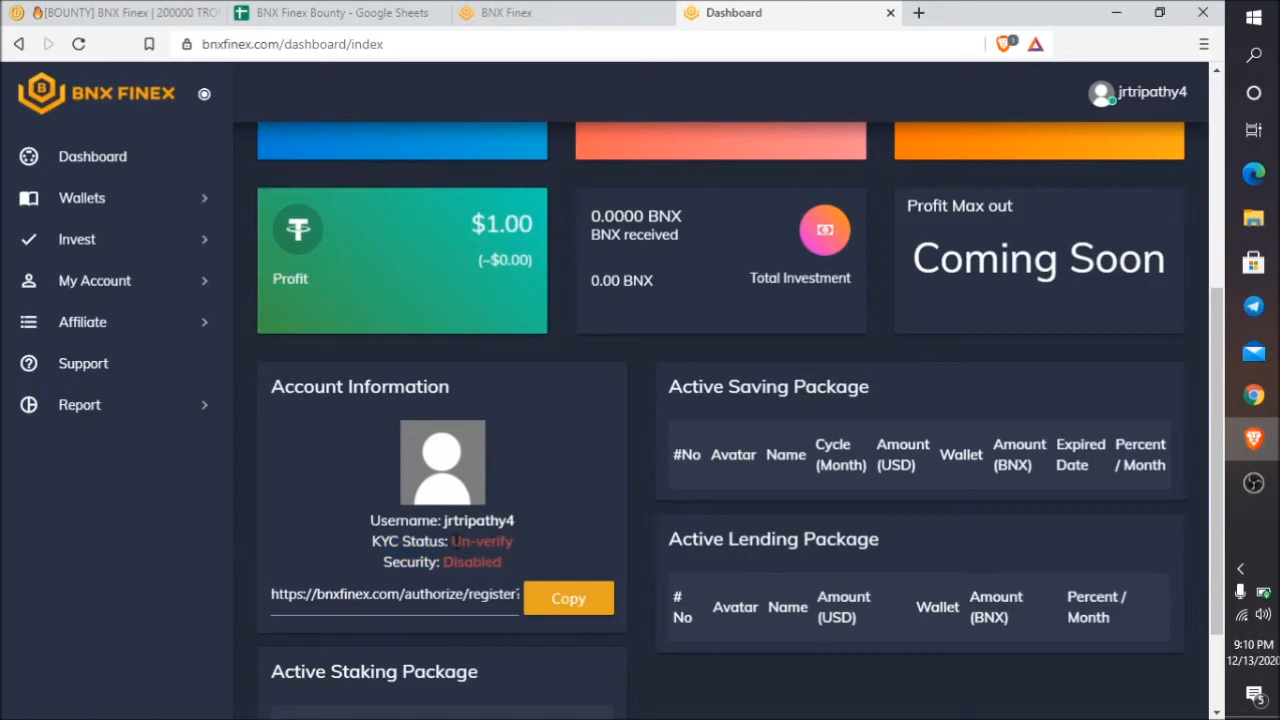 [BOUNTY] BNX Finex | 200000 TRO
BNX Finex Bounty - Google Sheets
BNX Finex
Dashboard
bnxfinex.com/dashboard/index
1
BNX FINEX
jrtripathy4
Dashboard
Wallets
Invest
My Account
Affiliate
Support
Report
$1.00
(~$0.00)
Profit
0.0000 BNX
BNX received
0.00 BNX
Total Investment
Profit Max out
Coming Soon
Account Information
Username: jrtripathy4
KYC Status: Un-verify
Security: Disabled
https://bnxfinex.com/authorize/register?
Copy
Active Saving Package
#No Avatar Name Cycle (Month) Amount (USD) Wallet Amount (BNX) Expired Date Percent / Month
Active Lending Package
# No Avatar Name Amount (USD) Wallet Amount (BNX) Percent / Month
Active Staking Package
9:10 PM
12/13/2020
5